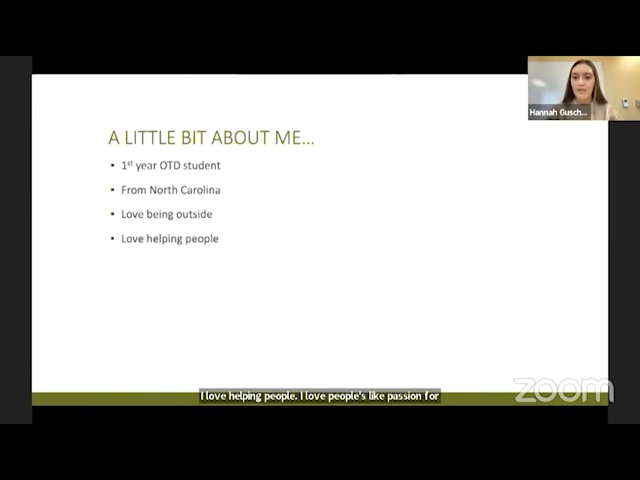 Hannah Gusch...
A LITTLE BIT ABOUT ME...
▪ 1st year OTD student
▪ From North Carolina
▪ Love being outside
▪ Love helping people
I love helping people. I love people's like passion for
zoom